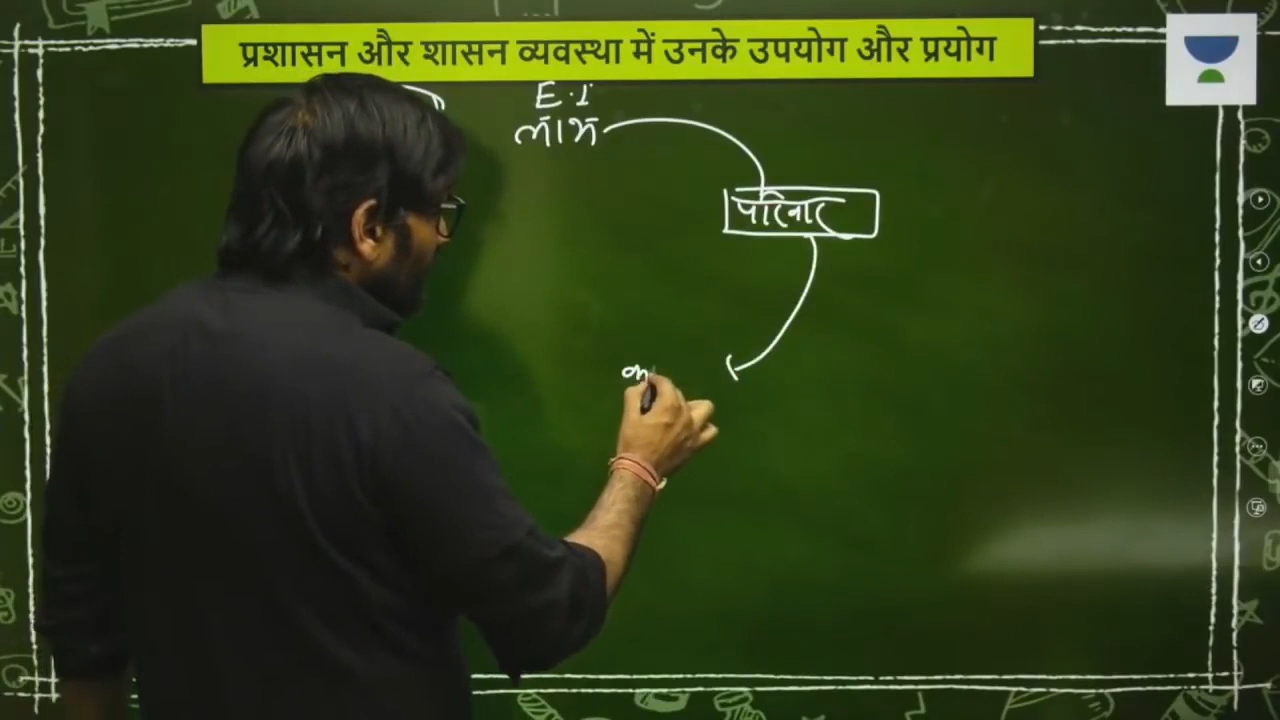 प्रशासन और शासन व्यवस्था में उनके उपयोग और प्रयोग
E.I
लाभ
परिवार